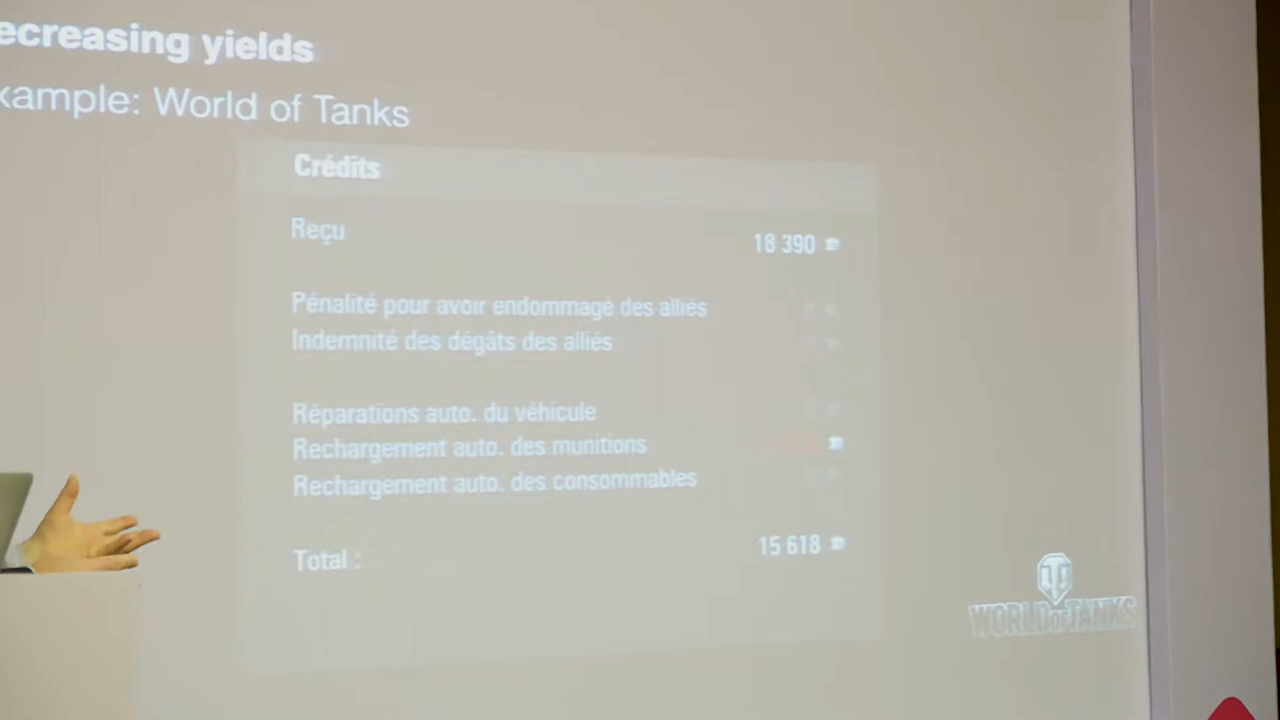 ecreasing yields
xample: World of Tanks
Crédits
Reçu 18 390
Pénalité pour avoir endommagé des alliés
Indemnité des dégâts des alliés
Réparations auto. du véhicule
Rechargement auto. des munitions
Rechargement auto. des consommables
Total : 15 618
WORLD OF TANKS